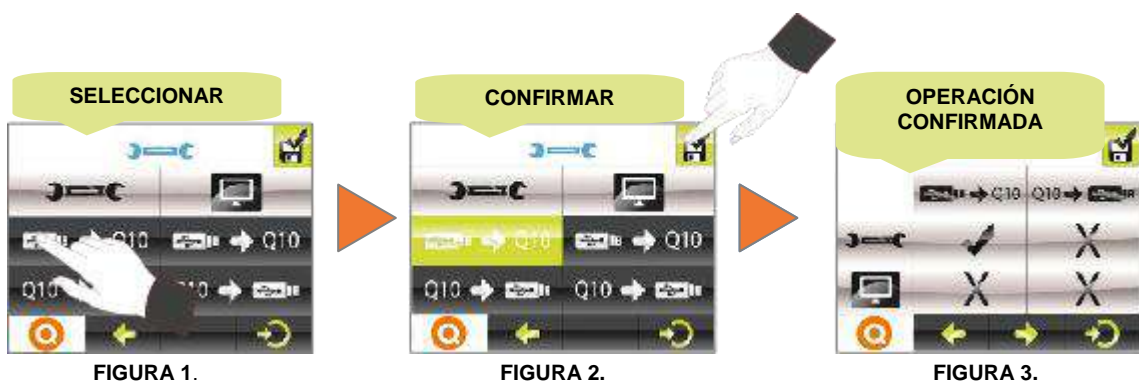 SELECCIONAR
CONFIRMAR
OPERACIÓN
CONFIRMADA
Q10 Q10
Q10 Q10
FIGURA 1.
Q10 Q10
Q10 Q10
FIGURA 2.
Q10 Q10
FIGURA 3.